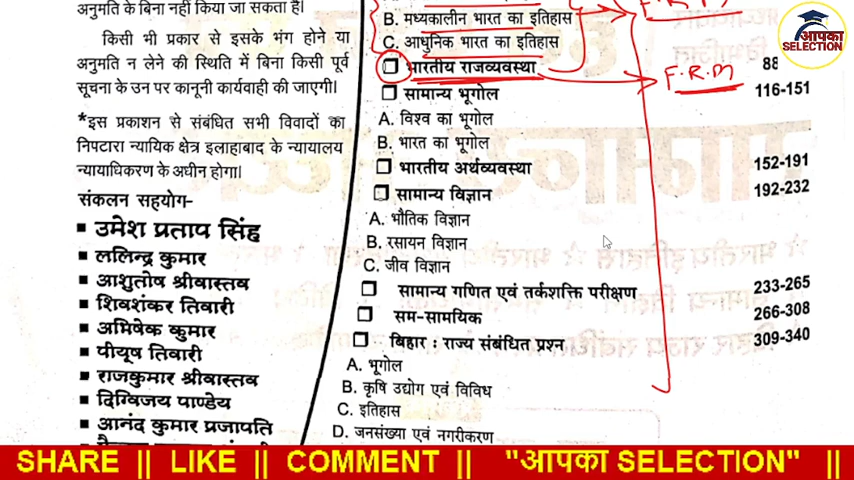 अनुमति के बिना नहीं किया जा सकता है।
किसी भी प्रकार से इसके भंग होने या
अनुमति न लेने की स्थिति में बिना किसी पूर्व
सूचना के उन पर कानूनी कार्यवाही की जाएगी।
*इस प्रकाशन से संबंधित सभी विवादों का
निपटारा न्यायिक क्षेत्र इलाहाबाद के न्यायालय
न्यायाधिकरण के अधीन होगा।
संकलन सहयोग-
▪ उमेश प्रताप सिंह
▪ ललिन्द्र कुमार
▪ आशुतोष श्रीवास्तव
▪ शिवशंकर तिवारी
▪ अमिषेक कुमार
▪ पीयूष तिवारी
▪ राजकुमार श्रीवास्तव
▪ दिग्विजय पाण्डेय
▪ आनंद कुमार प्रजापति
B. मध्यकालीन भारत का इतिहास
C. आधुनिक भारत का इतिहास
❐ भारतीय राजव्यवस्था 88
F.R.M
❐ सामान्य भूगोल 116-151
A. विश्व का भूगोल
B. भारत का भूगोल
❐ भारतीय अर्थव्यवस्था 152-191
❐ सामान्य विज्ञान 192-232
A. भौतिक विज्ञान
B. रसायन विज्ञान
C. जीव विज्ञान
❐ सामान्य गणित एवं तर्कशक्ति परीक्षण 233-265
❐ सम-सामयिक 266-308
❐ बिहार : राज्य संबंधित प्रश्न 309-340
A. भूगोल
B. कृषि उद्योग एवं विविध
C. इतिहास
D. जनसंख्या एवं नगरीकरण
आपका
SELECTION
SHARE || LIKE || COMMENT || "आपका SELECTION" ||